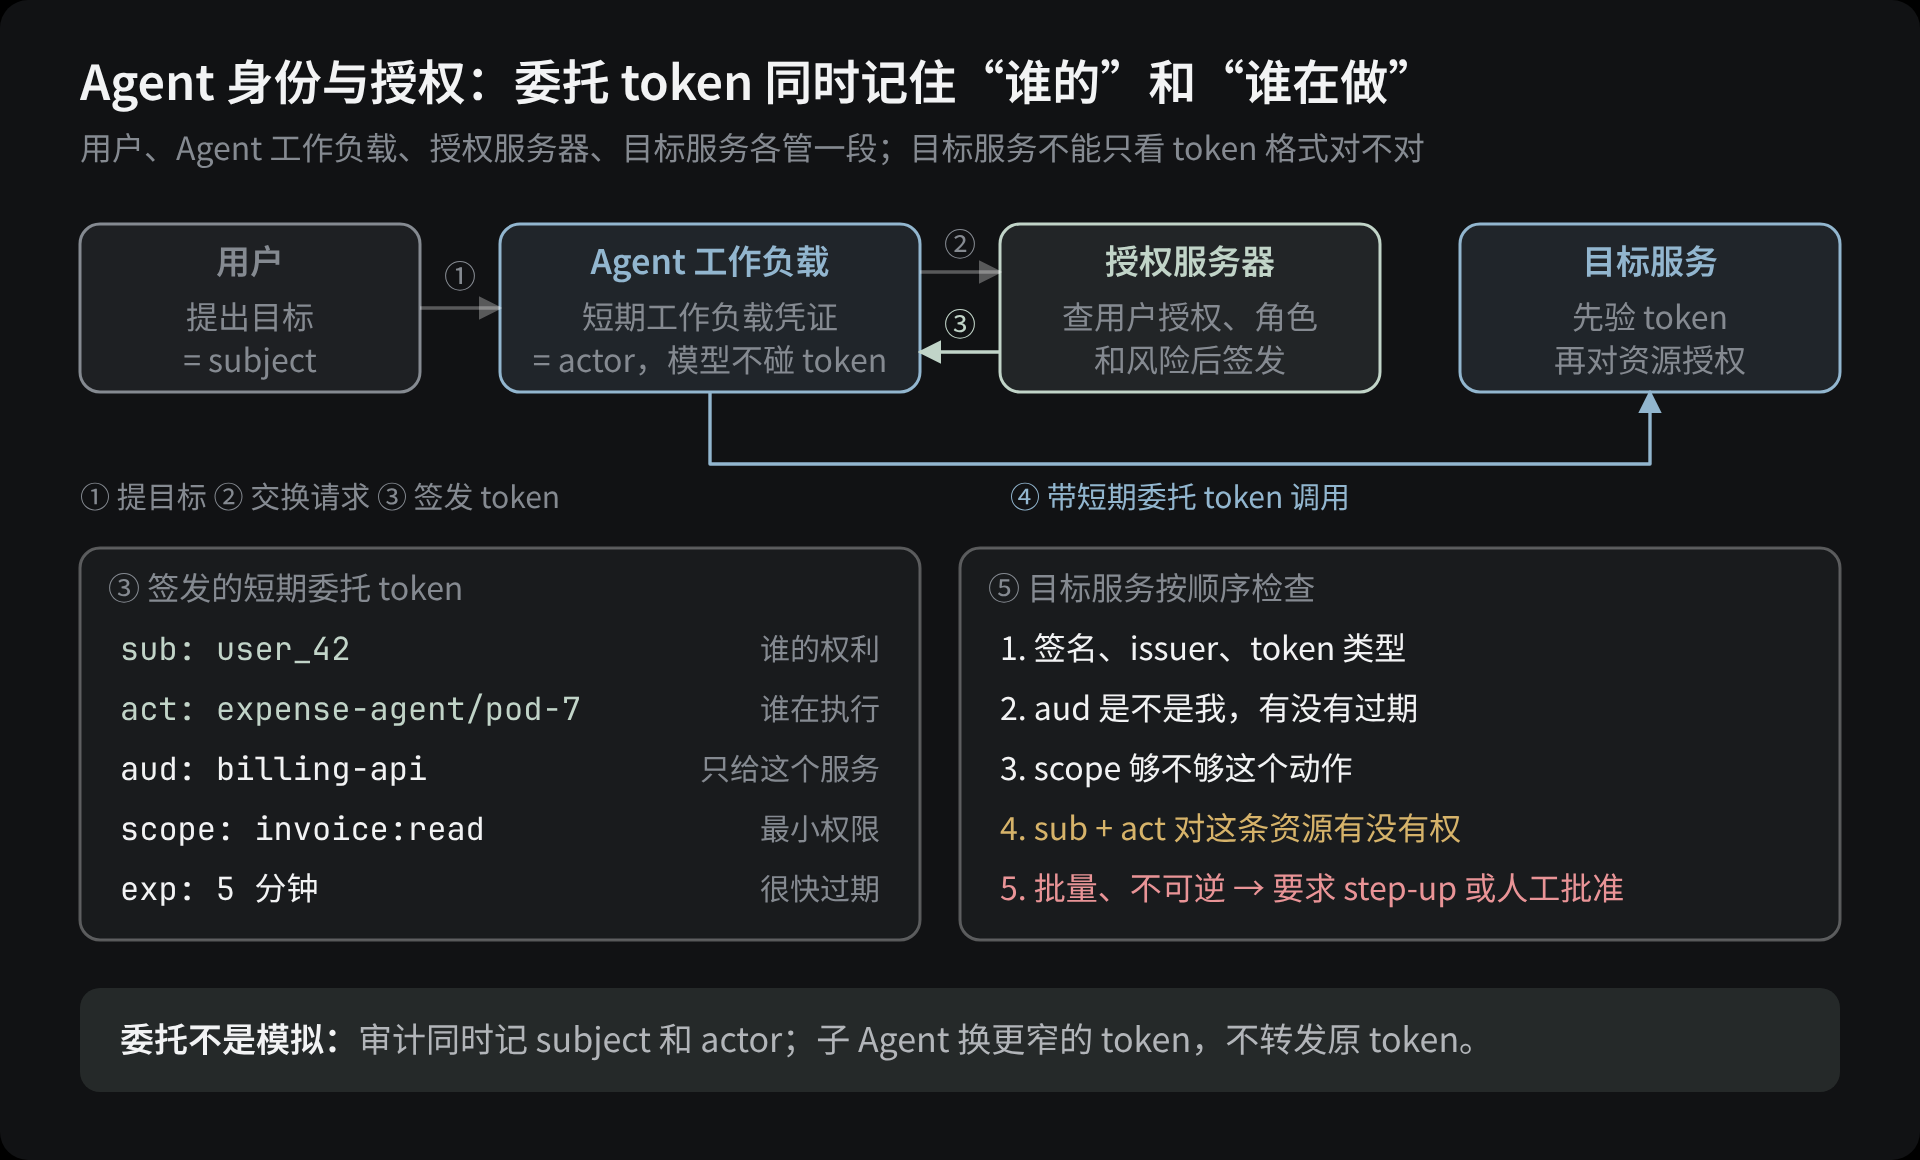 Agent 身份与授权：委托 token 同时记住“谁的”和“谁在做”
用户、Agent 工作负载、授权服务器、目标服务各管一段；目标服务不能只看 token 格式对不对
用户
提出目标
= subject
①
Agent 工作负载
短期工作负载凭证
= actor，模型不碰 token
②
③
授权服务器
查用户授权、角色
和风险后签发
目标服务
先验 token
再对资源授权
① 提目标 ② 交换请求 ③ 签发 token
④ 带短期委托 token 调用
③ 签发的短期委托 token
sub: user_42 谁的权利
act: expense-agent/pod-7 谁在执行
aud: billing-api 只给这个服务
scope: invoice:read 最小权限
exp: 5 分钟 很快过期
⑤ 目标服务按顺序检查
1. 签名、issuer、token 类型
2. aud 是不是我，有没有过期
3. scope 够不够这个动作
4. sub + act 对这条资源有没有权
5. 批量、不可逆 → 要求 step-up 或人工批准
委托不是模拟：审计同时记 subject 和 actor；子 Agent 换更窄的 token，不转发原 token。